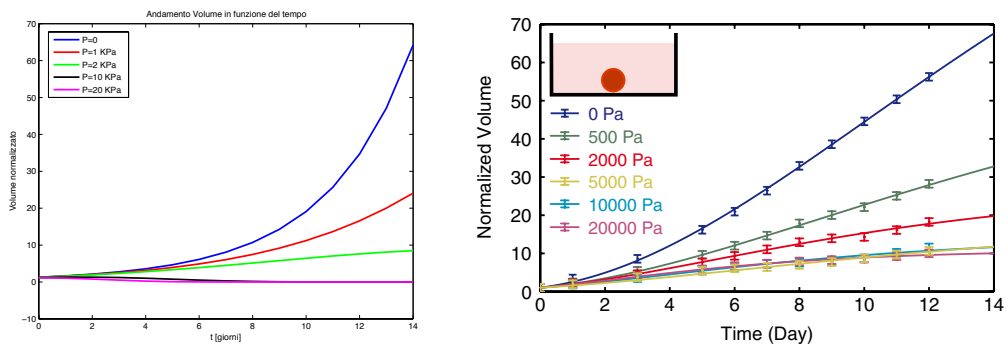 Andamento Volume in funzione del tempo
Volume normalizzato
70
60
50
40
30
20
10
0
−10
P=0
P=1 KPa
P=2 KPa
P=10 KPa
P=20 KPa
0 2 4 6 8 10 12 14
t [giorni]
Normalized Volume
70
60
50
40
30
20
10
0
0 Pa
500 Pa
2000 Pa
5000 Pa
10000 Pa
20000 Pa
0 2 4 6 8 10 12 14
Time (Day)